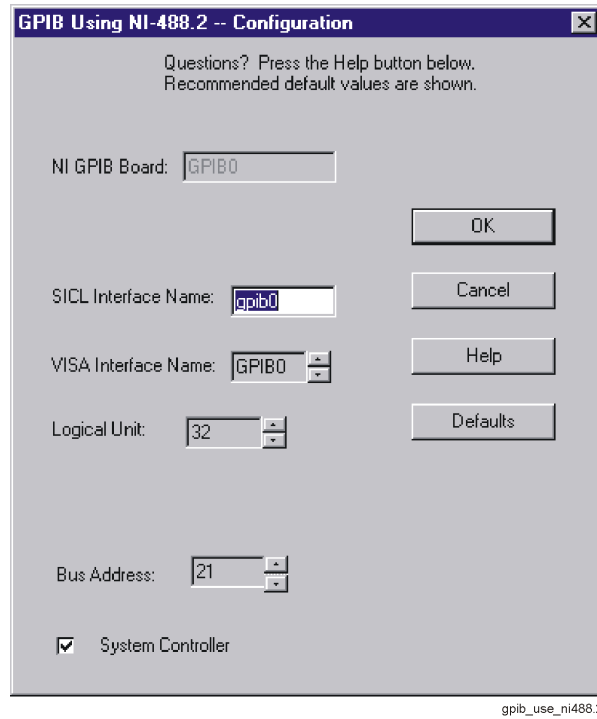 GPIB Using NI-488.2 -- Configuration
Questions? Press the Help button below.
Recommended default values are shown.
NI GPIB Board: GPIB0
OK
SICL Interface Name: gpib0
Cancel
VISA Interface Name: GPIB0
Help
Logical Unit: 32
Defaults
Bus Address: 21
System Controller
gpib_use_ni488.